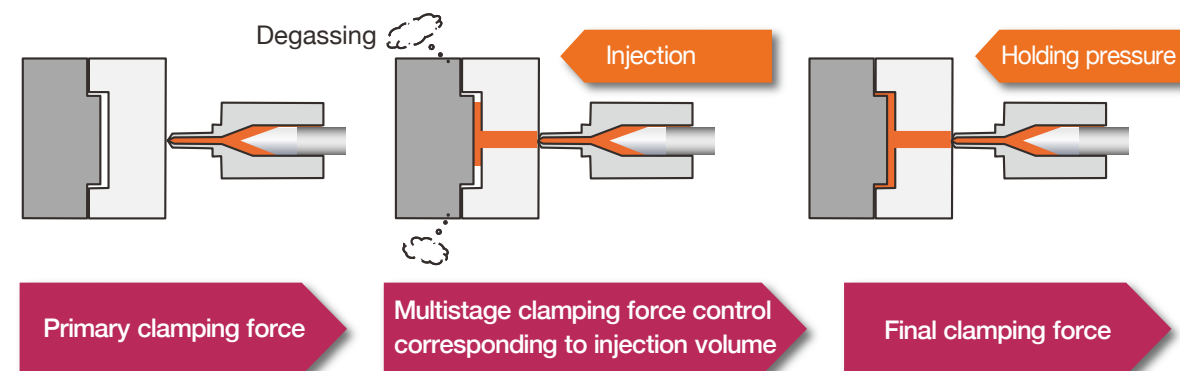 Degassing
Injection
Holding pressure
Primary clamping force
Multistage clamping force control
corresponding to injection volume
Final clamping force